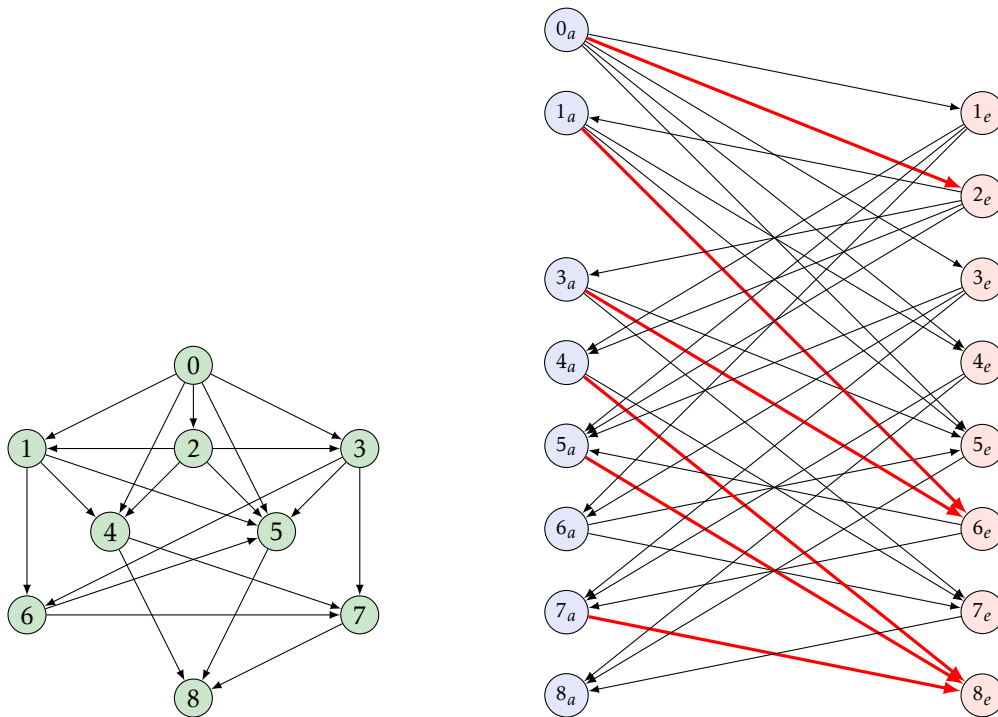 0
1 2 3
4 5
6 7
8
0ₐ
1ₐ 1ₑ
2ₑ
3ₐ 3ₑ
4ₐ 4ₑ
5ₐ 5ₑ
6ₐ 6ₑ
7ₐ 7ₑ
8ₐ 8ₑ